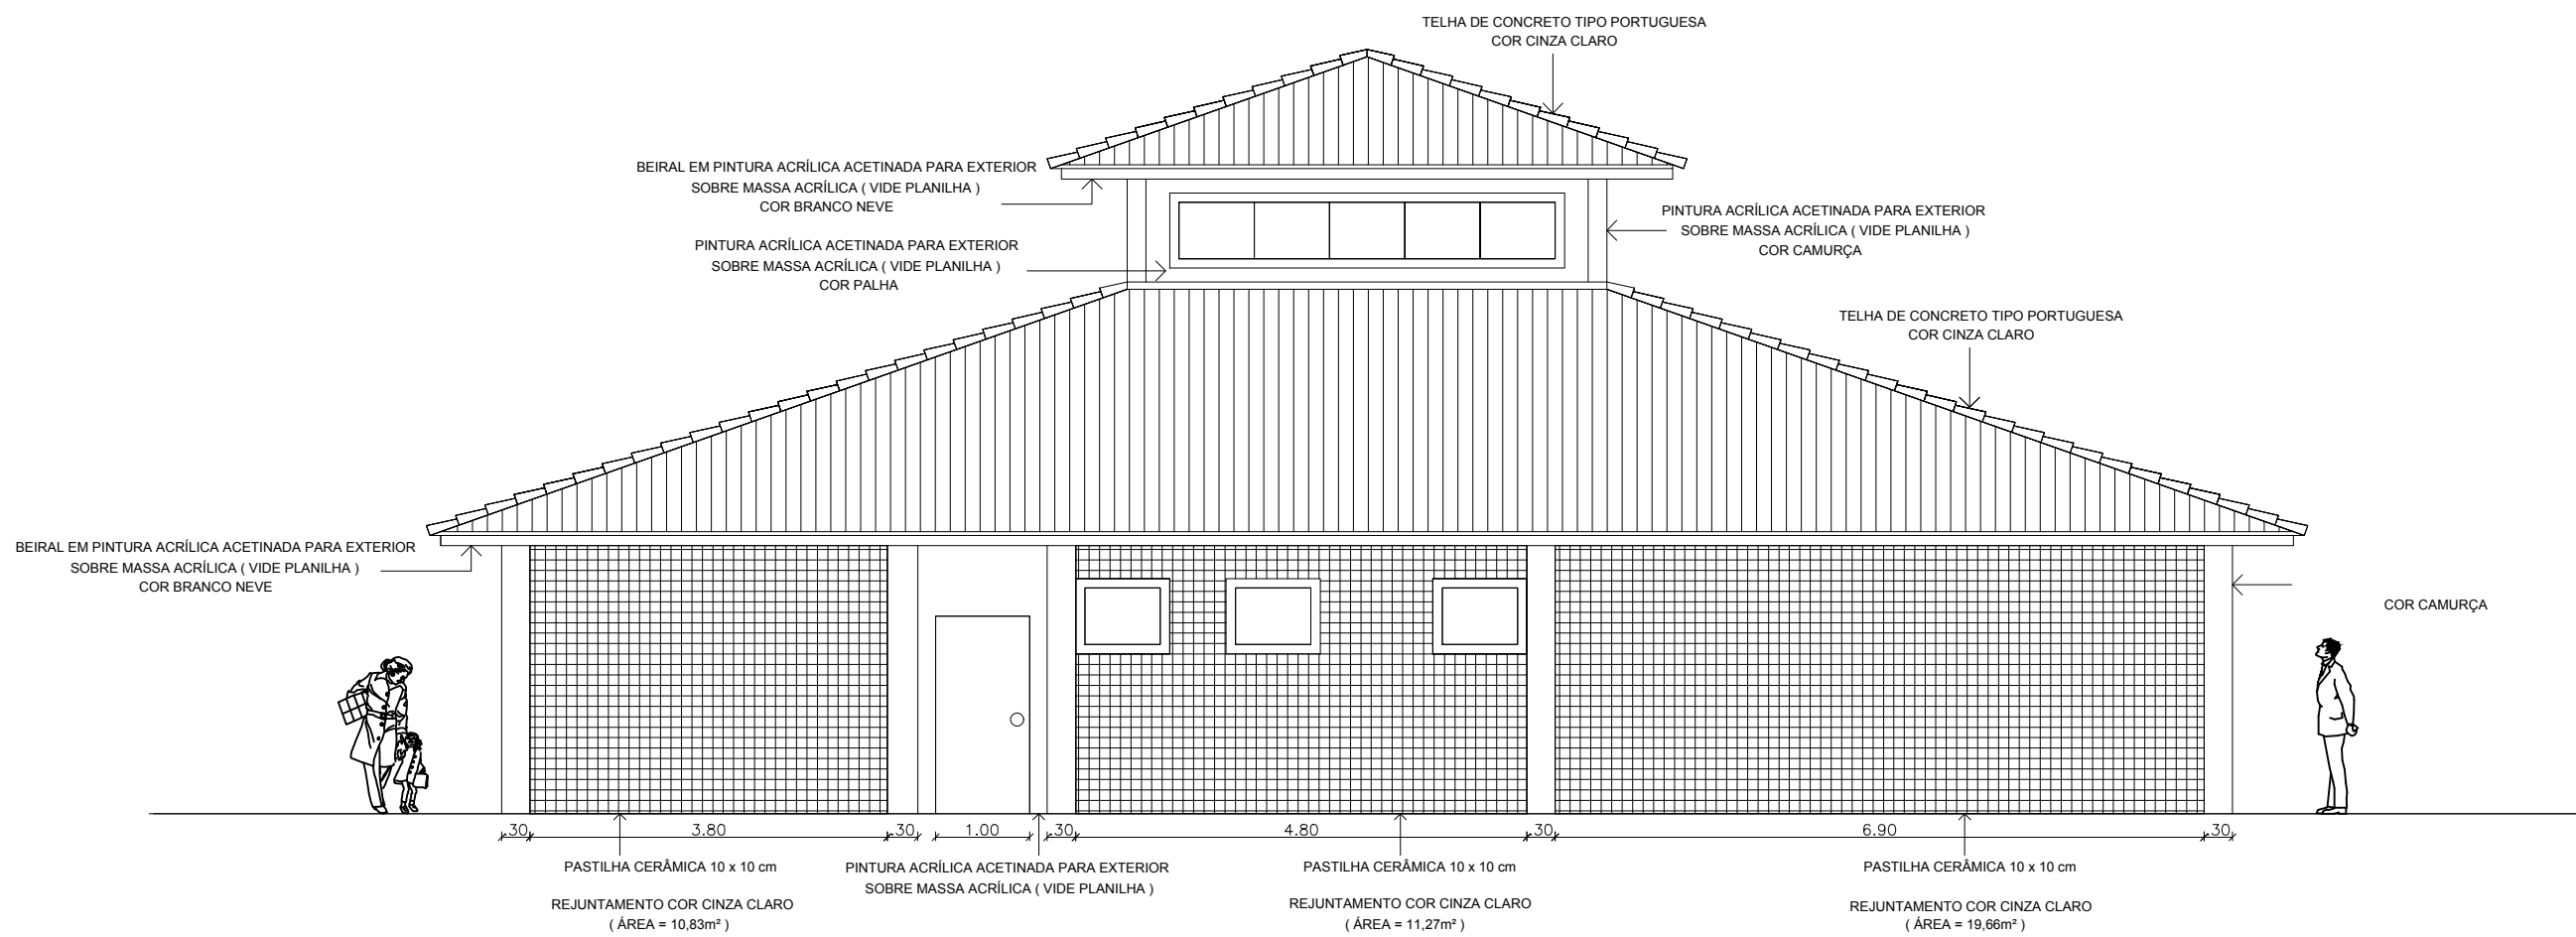 TELHA DE CONCRETO TIPO PORTUGUESA
COR CINZA CLARO
BEIRAL EM PINTURA ACRÍLICA ACETINADA PARA EXTERIOR
SOBRE MASSA ACRÍLICA ( VIDE PLANILHA )
COR BRANCO NEVE
PINTURA ACRÍLICA ACETINADA PARA EXTERIOR
SOBRE MASSA ACRÍLICA ( VIDE PLANILHA )
COR CAMURÇA
PINTURA ACRÍLICA ACETINADA PARA EXTERIOR
SOBRE MASSA ACRÍLICA ( VIDE PLANILHA )
COR PALHA
TELHA DE CONCRETO TIPO PORTUGUESA
COR CINZA CLARO
BEIRAL EM PINTURA ACRÍLICA ACETINADA PARA EXTERIOR
SOBRE MASSA ACRÍLICA ( VIDE PLANILHA )
COR BRANCO NEVE
COR CAMURÇA
.30 3.80 .30 1.00 .30 4.80 .30 6.90 .30
PASTILHA CERÂMICA 10 x 10 cm
REJUNTAMENTO COR CINZA CLARO
( ÁREA = 10,83m² )
PINTURA ACRÍLICA ACETINADA PARA EXTERIOR
SOBRE MASSA ACRÍLICA ( VIDE PLANILHA )
PASTILHA CERÂMICA 10 x 10 cm
REJUNTAMENTO COR CINZA CLARO
( ÁREA = 11,27m² )
PASTILHA CERÂMICA 10 x 10 cm
REJUNTAMENTO COR CINZA CLARO
( ÁREA = 19,66m² )